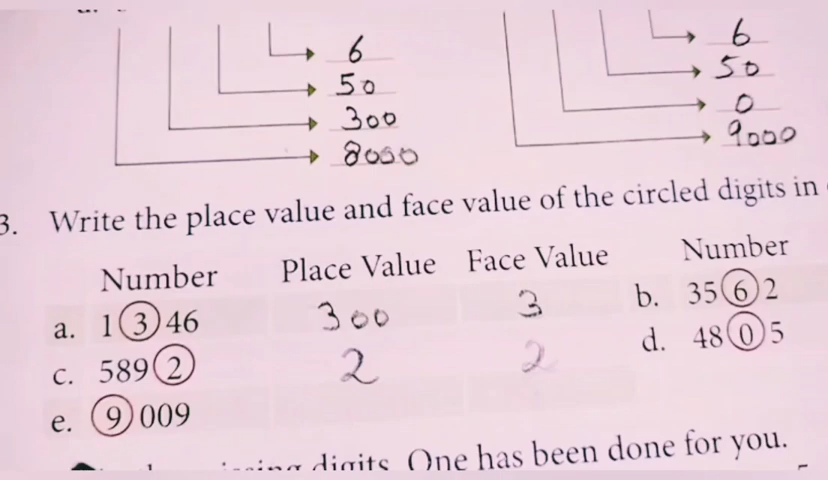 6 6
50 50
300 0
8000 9000
3. Write the place value and face value of the circled digits in
Number Place Value Face Value Number
a. 1346 300 3 b. 3562
c. 5892 2 2 d. 4805
e. 9009
digits. One has been done for you.